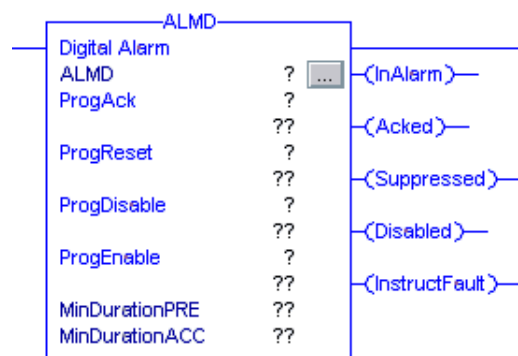 ALMD
Digital Alarm
ALMD ? ... (InAlarm)
ProgAck ?
?? (Acked)
ProgReset ?
?? (Suppressed)
ProgDisable ?
?? (Disabled)
ProgEnable ?
?? (InstructFault)
MinDurationPRE ??
MinDurationACC ??